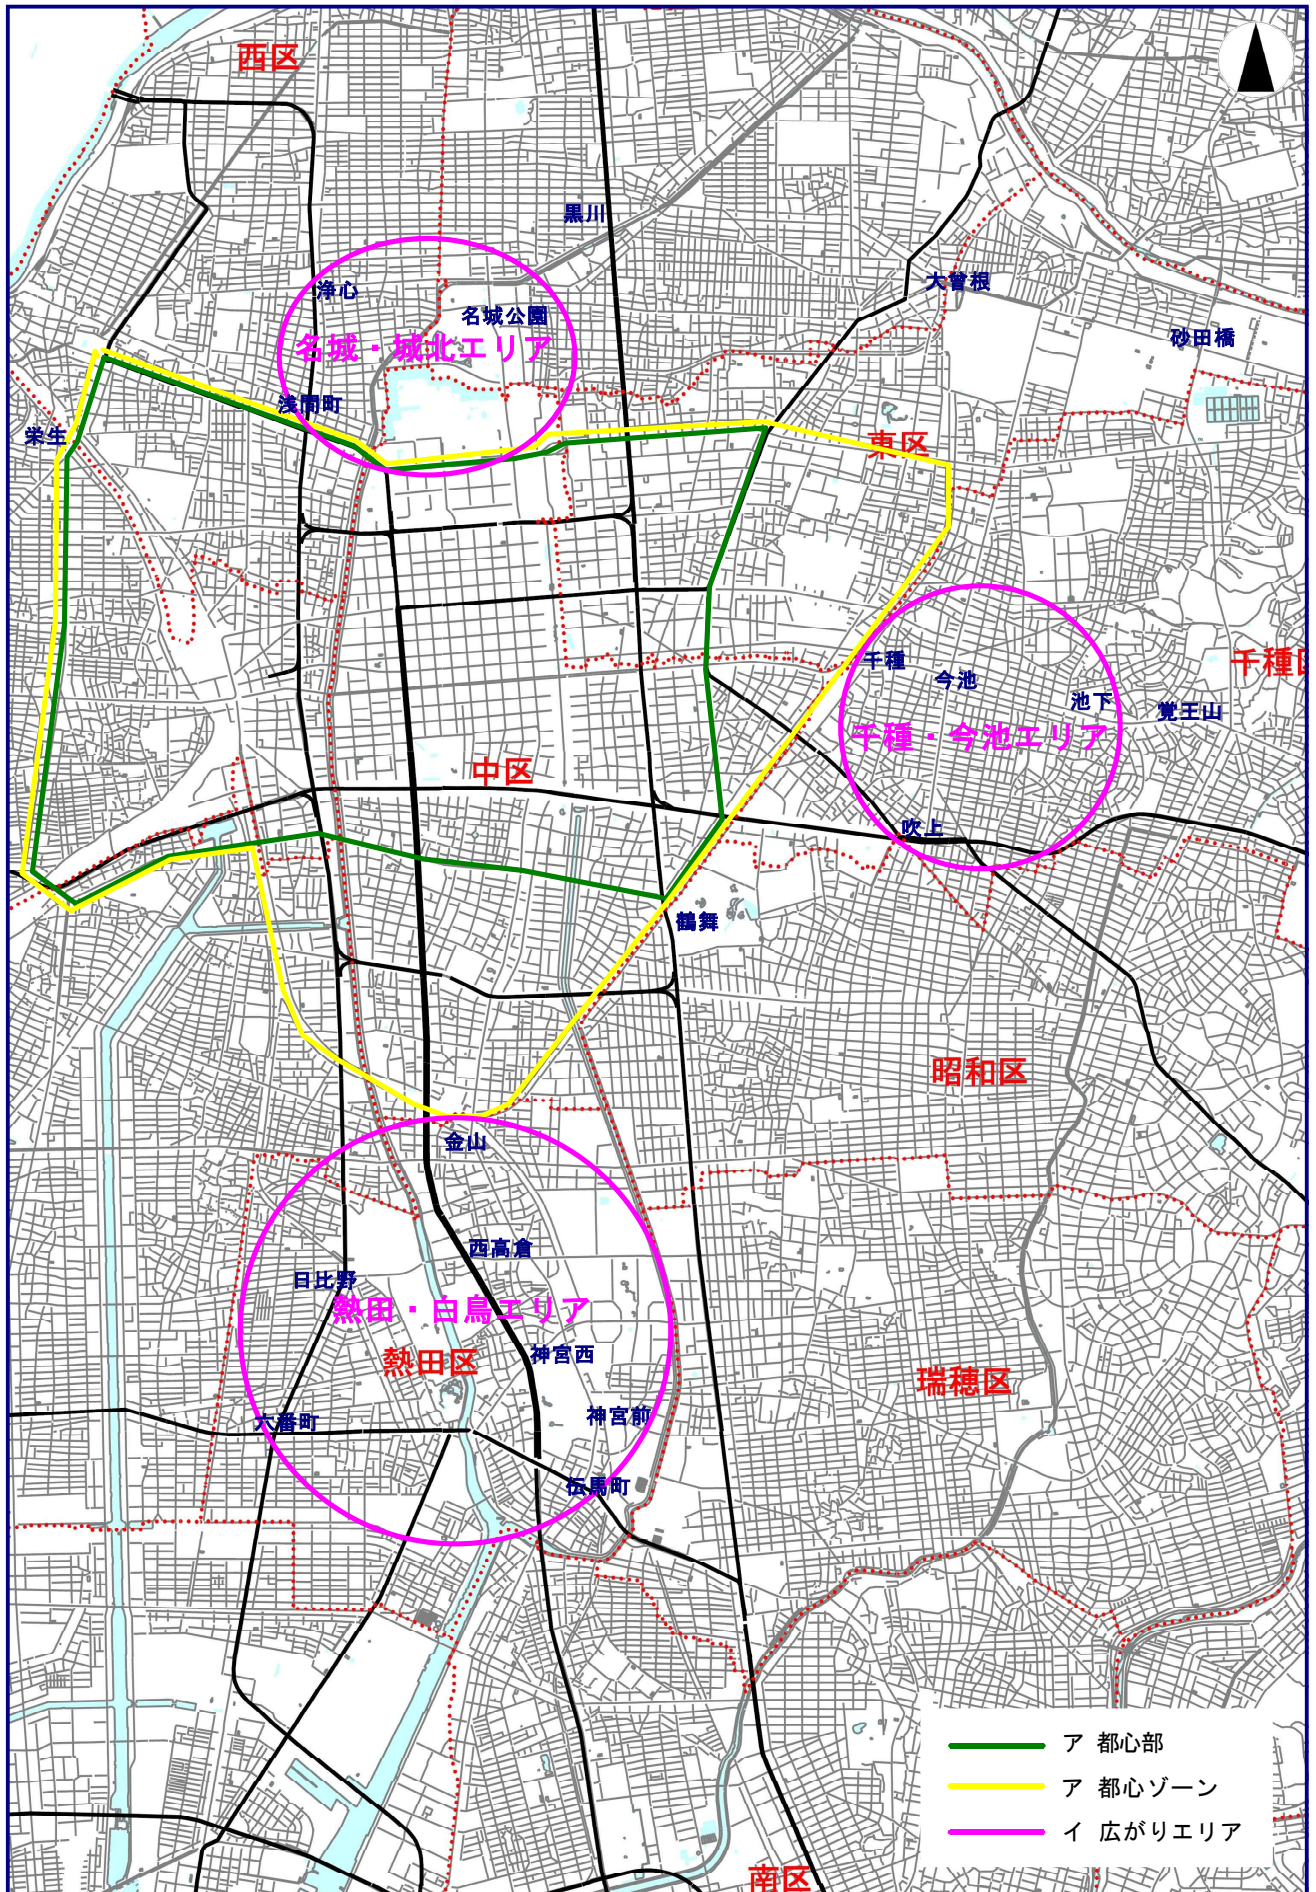 西区
黒川
大曽根
浄心
名城公園
砂田橋
名城・城北エリア
浅間町
栄生
東区
千種
千種区
今池
池下
覚王山
千種・今池エリア
中区
吹上
鶴舞
昭和区
金山
西高倉
日比野
熱田・白鳥エリア
神宮西
熱田区
瑞穂区
神宮前
六番町
伝馬町
ア 都心部
ア 都心ゾーン
イ 広がりエリア
南区